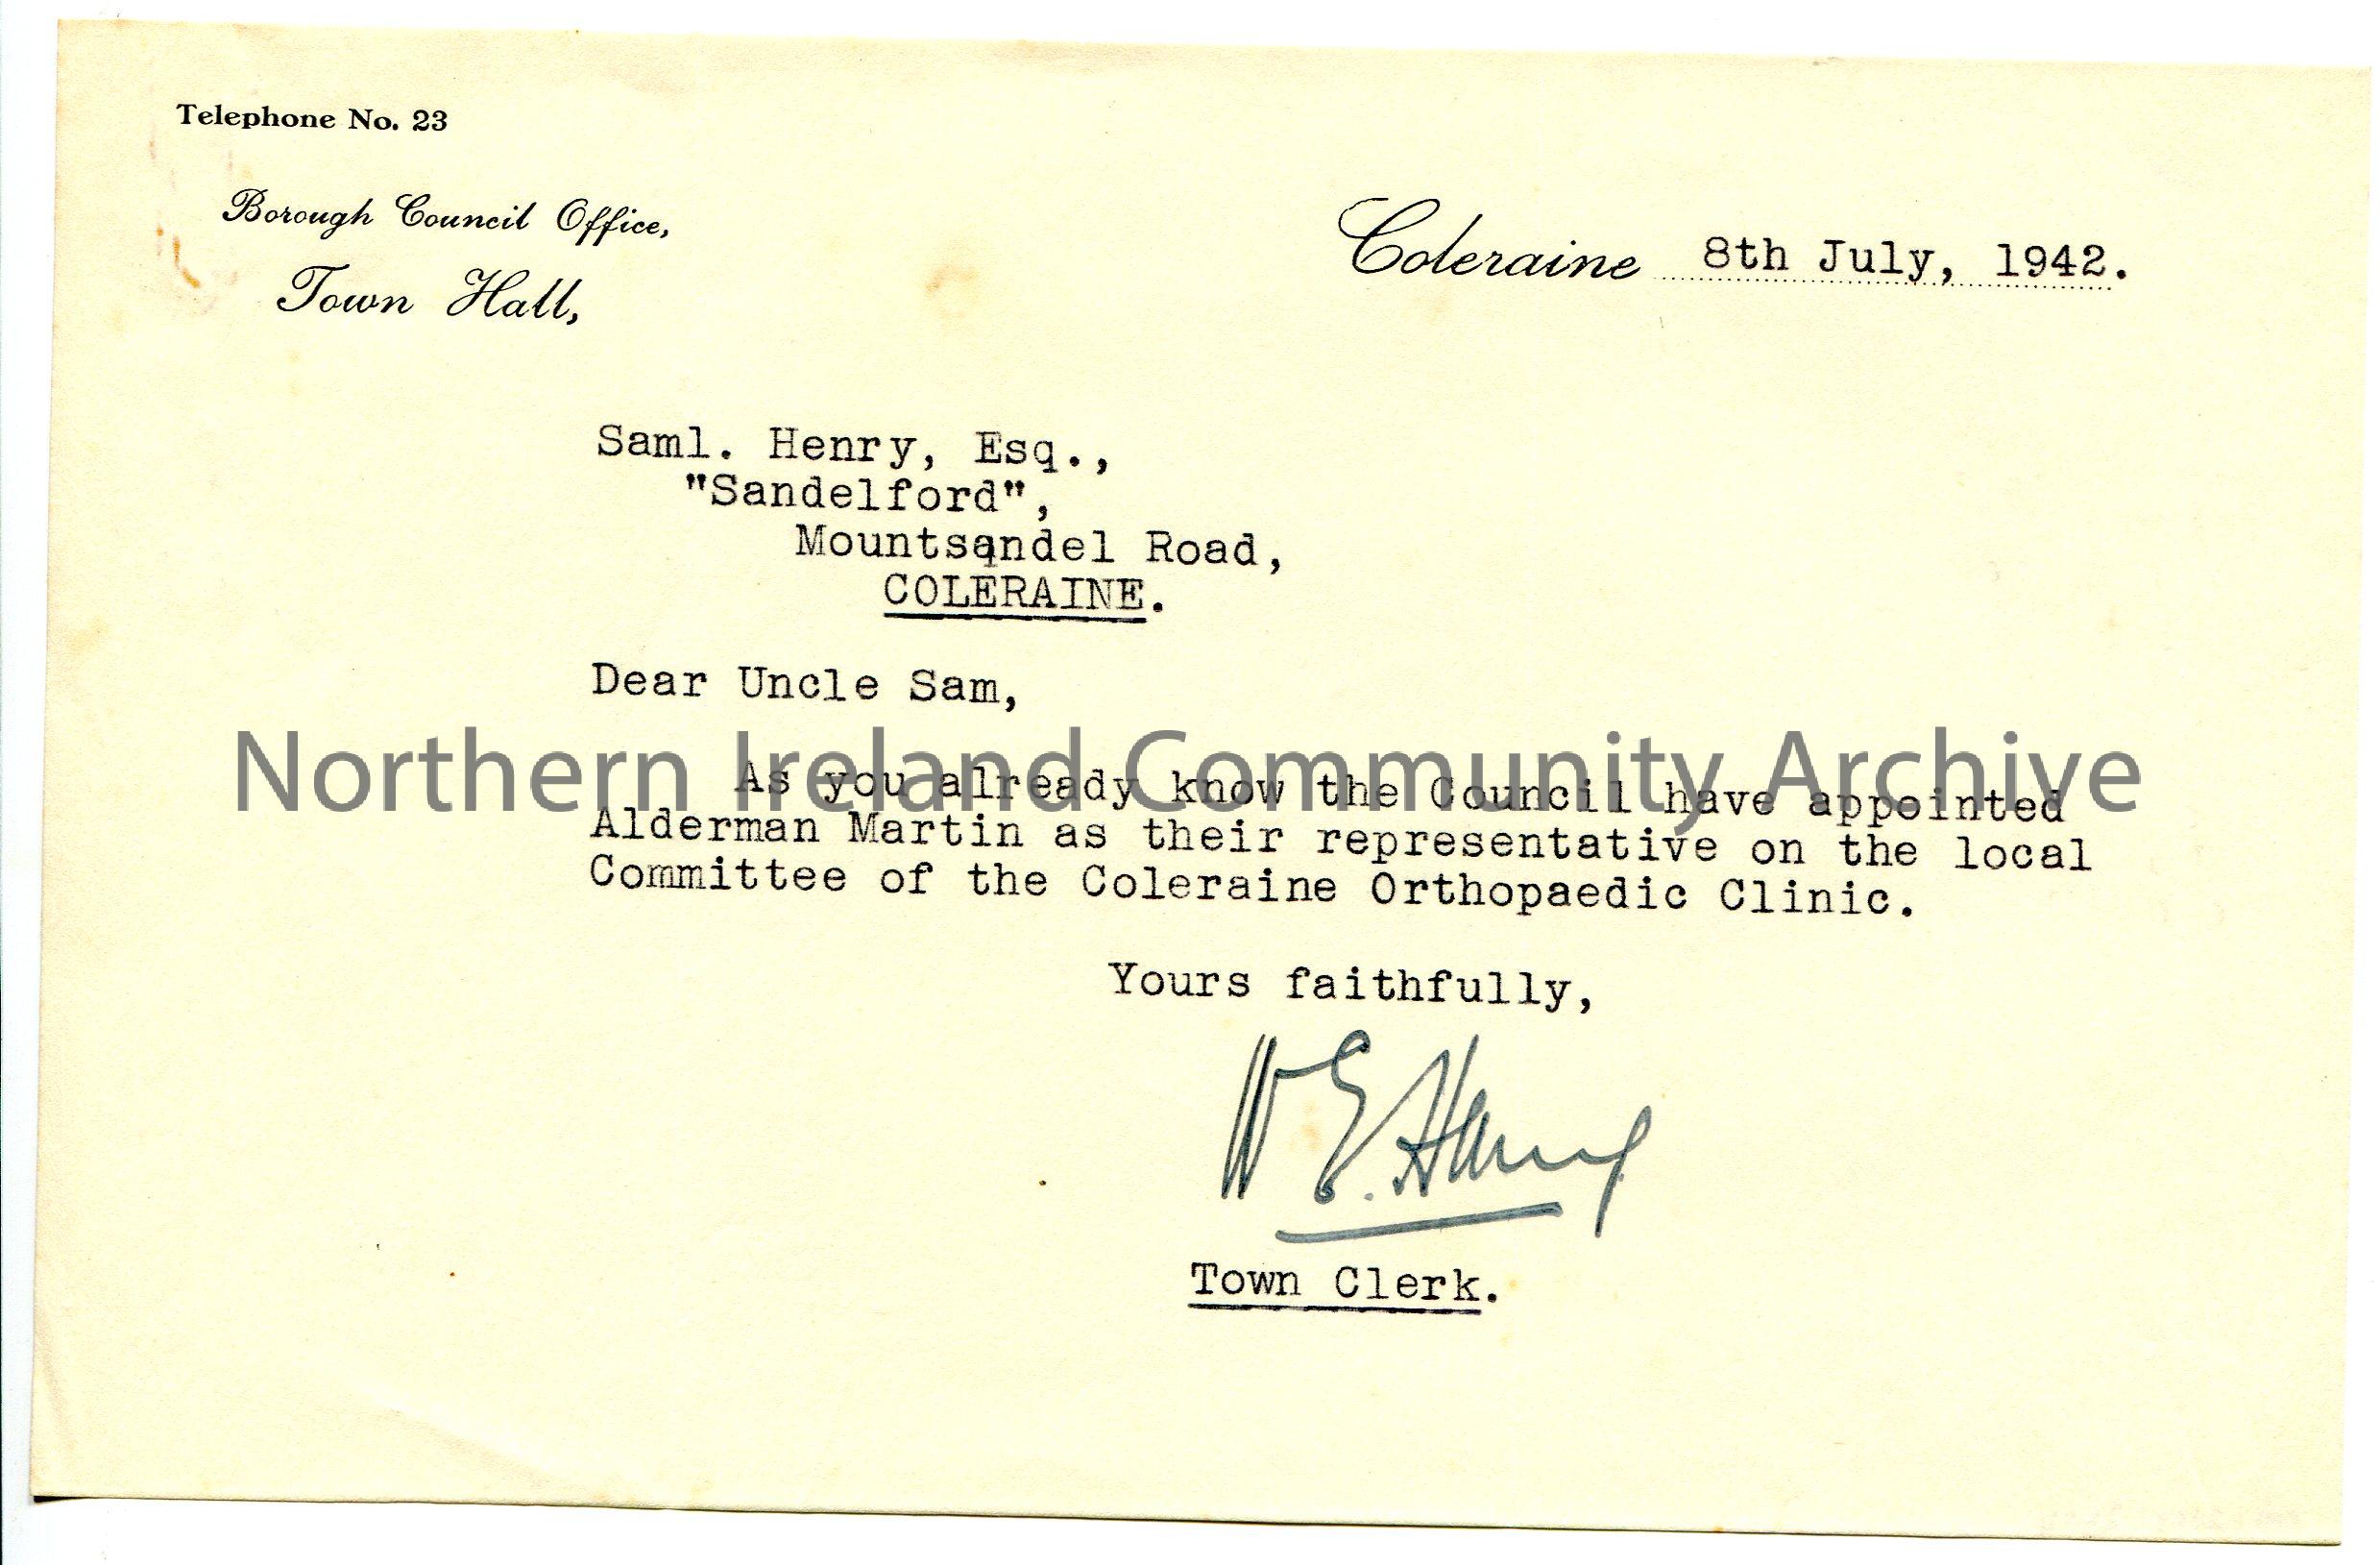 Telephone No. 23
Borough Council Office,
Town Hall,
Coleraine 8th July, 1942.
Saml. Henry, Esq.,
"Sandelford",
Mountsandel Road,
COLERAINE.
Dear Uncle Sam,
Northern Ireland Community Archive
As you already know the Council have appointed
Alderman Martin as their representative on the local
Committee of the Coleraine Orthopaedic Clinic.
Yours faithfully,
W E.
Town Clerk.